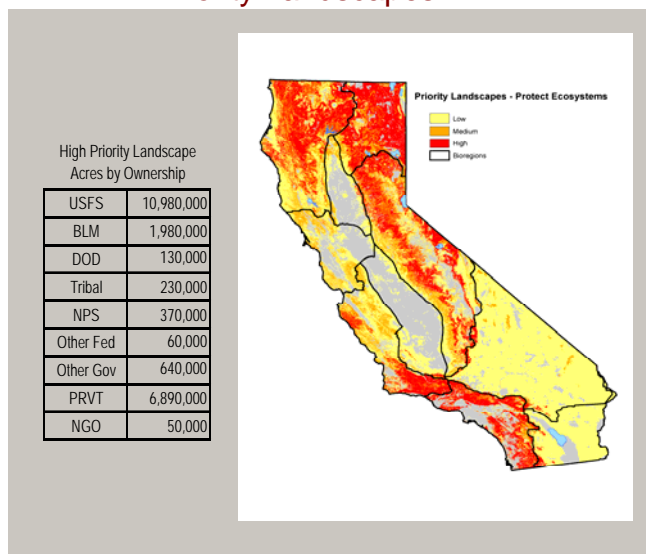 High Priority Landscape
Acres by Ownership
USFS 10,980,000
BLM 1,980,000
DOD 130,000
Tribal 230,000
NPS 370,000
Other Fed 60,000
Other Gov 640,000
PRVT 6,890,000
NGO 50,000
Priority Landscapes - Protect Ecosystems
Low
Medium
High
Bioregions